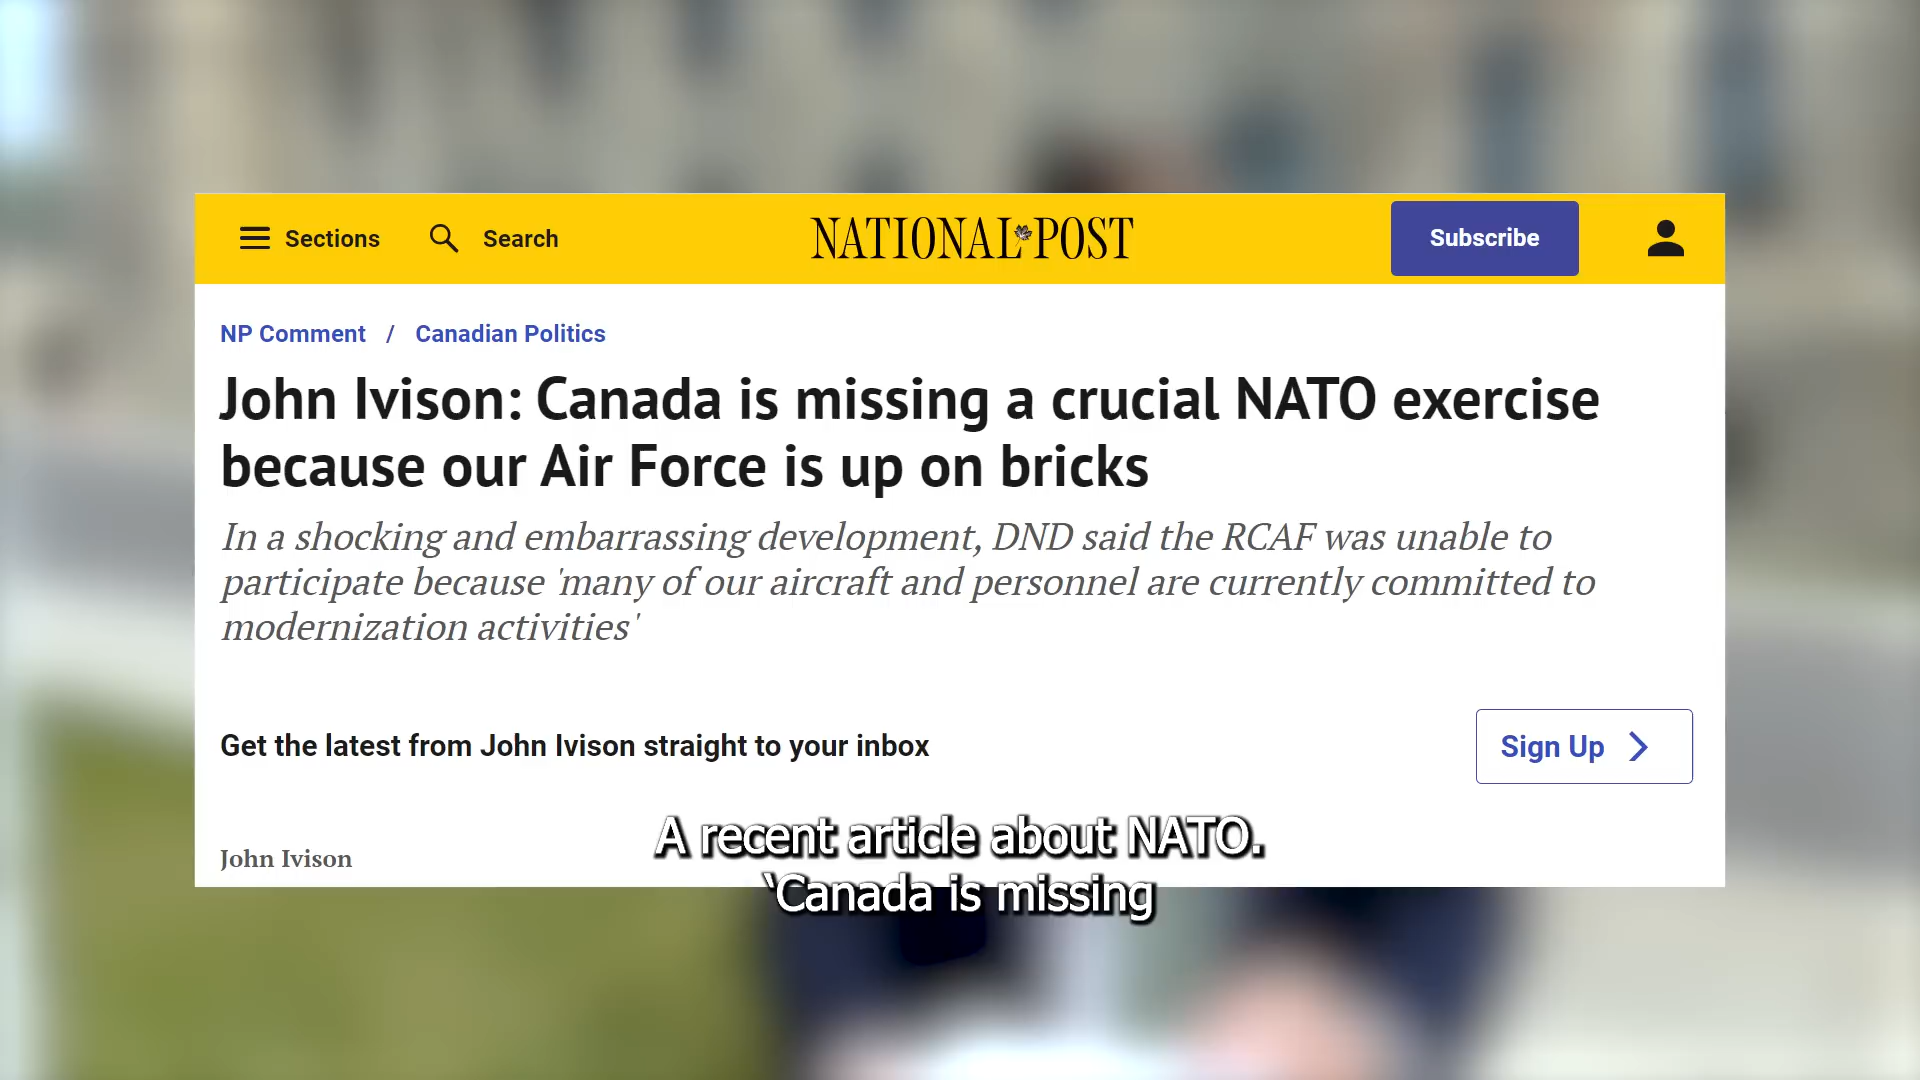 Sections Search NATIONAL POST Subscribe
NP Comment / Canadian Politics
John Ivison: Canada is missing a crucial NATO exercise
because our Air Force is up on bricks
In a shocking and embarrassing development, DND said the RCAF was unable to
participate because 'many of our aircraft and personnel are currently committed to
modernization activities'
Get the latest from John Ivison straight to your inbox
Sign Up
John Ivison
A recent article about NATO.
‘Canada is missing